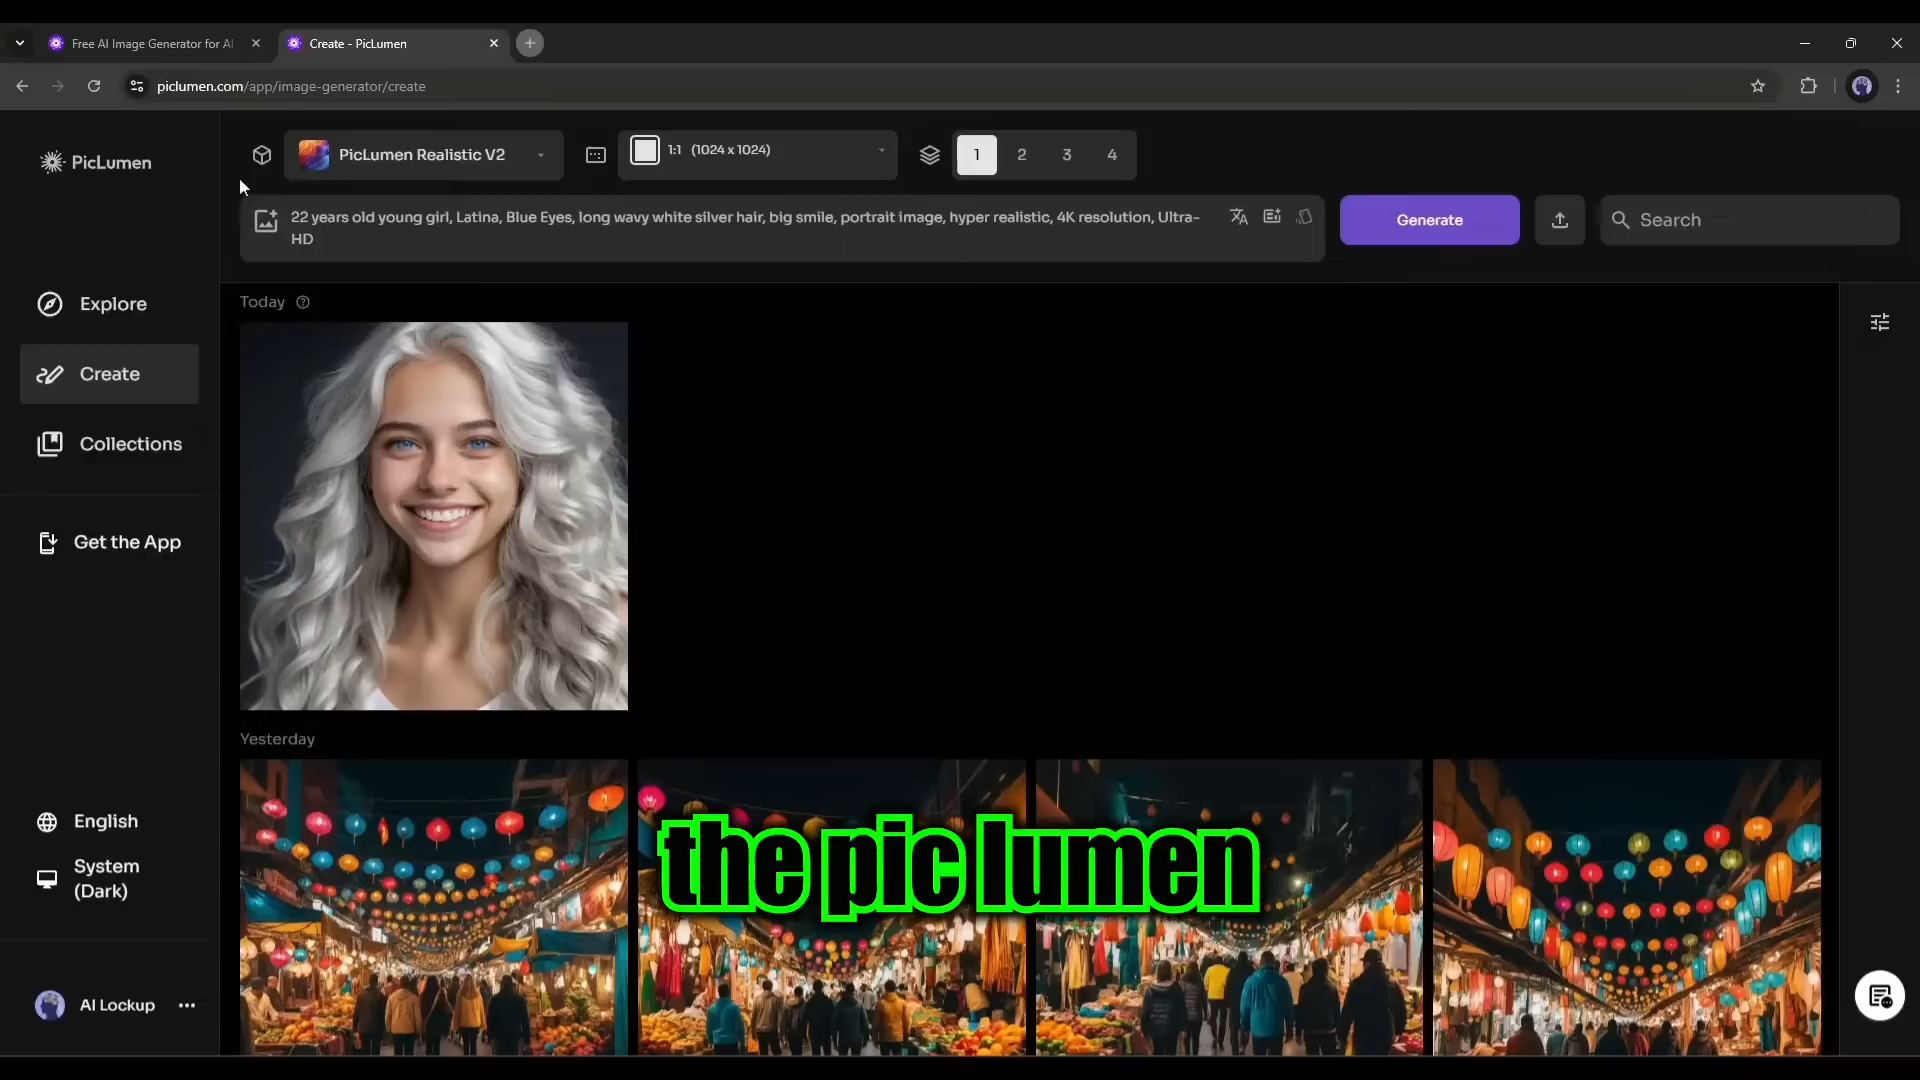 Free AI Image Generator for AI
Create - PicLumen
piclumen.com/app/image-generator/create
PicLumen
PicLumen Realistic V2
1:1 (1024 x 1024)
1 2 3 4
22 years old young girl, Latina, Blue Eyes, long wavy white silver hair, big smile, portrait image, hyper realistic, 4K resolution, Ultra-
HD
Generate
Search
Explore
Create
Collections
Get the App
English
System
(Dark)
AI Lockup
Today
Yesterday
the pic lumen